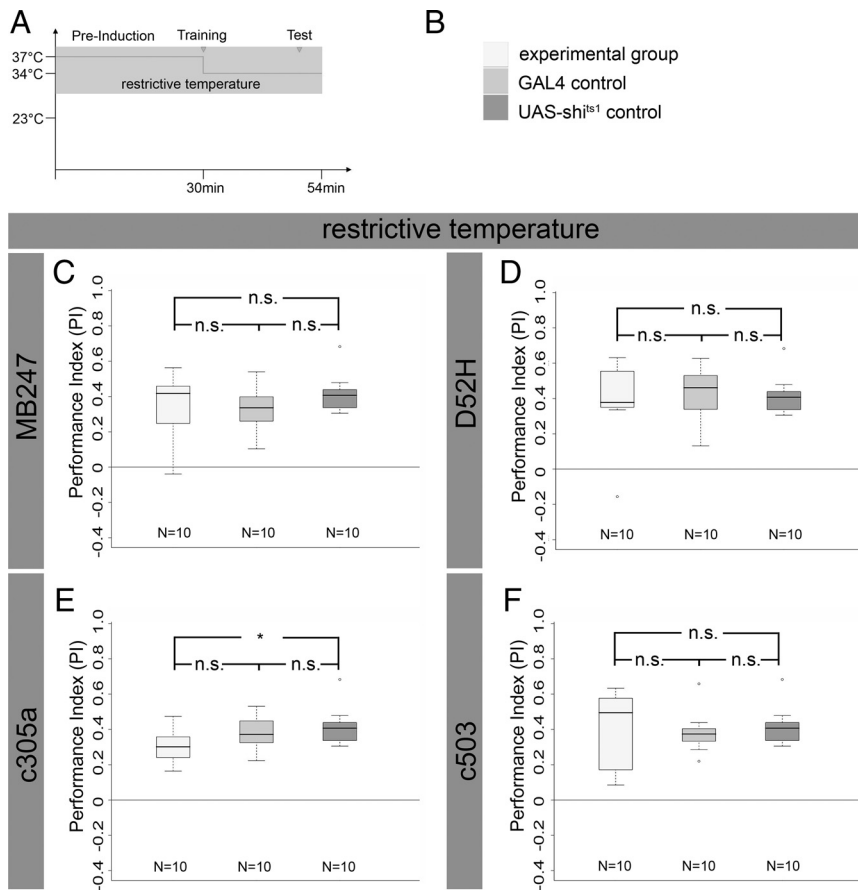 A
Pre-Induction Training Test
37°C
34°C
restrictive temperature
23°C
30min 54min
B
experimental group
GAL4 control
UAS-shi^ts1 control
restrictive temperature
MB247
C
Performance Index (PI)
1.0
0.8
0.6
0.4
0.2
0
-0.2
-0.4
n.s.
n.s. n.s.
N=10 N=10 N=10
D52H
D
Performance Index (PI)
1.0
0.8
0.6
0.4
0.2
0
-0.2
-0.4
n.s.
n.s. n.s.
N=10 N=10 N=10
c305a
E
Performance Index (PI)
1.0
0.8
0.6
0.4
0.2
0
-0.2
-0.4
*
n.s. n.s.
N=10 N=10 N=10
c503
F
Performance Index (PI)
1.0
0.8
0.6
0.4
0.2
0
-0.2
-0.4
n.s.
n.s. n.s.
N=10 N=10 N=10